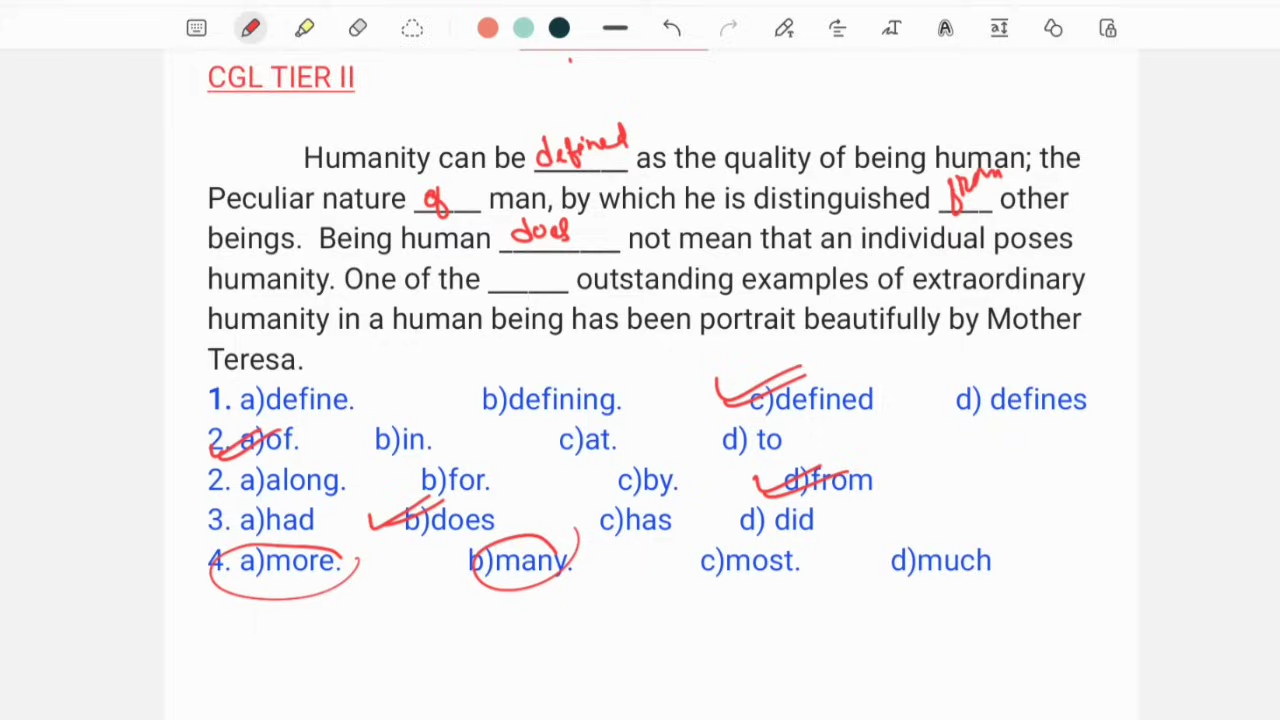 CGL TIER II
Humanity can be defined as the quality of being human; the
Peculiar nature of man, by which he is distinguished from other
beings. Being human does not mean that an individual poses
humanity. One of the ______ outstanding examples of extraordinary
humanity in a human being has been portrait beautifully by Mother
Teresa.
1. a)define. b)defining. c)defined d) defines
2. a)of. b)in. c)at. d) to
2. a)along. b)for. c)by. d)from
3. a)had b)does c)has d) did
4. a)more. b)many. c)most. d)much